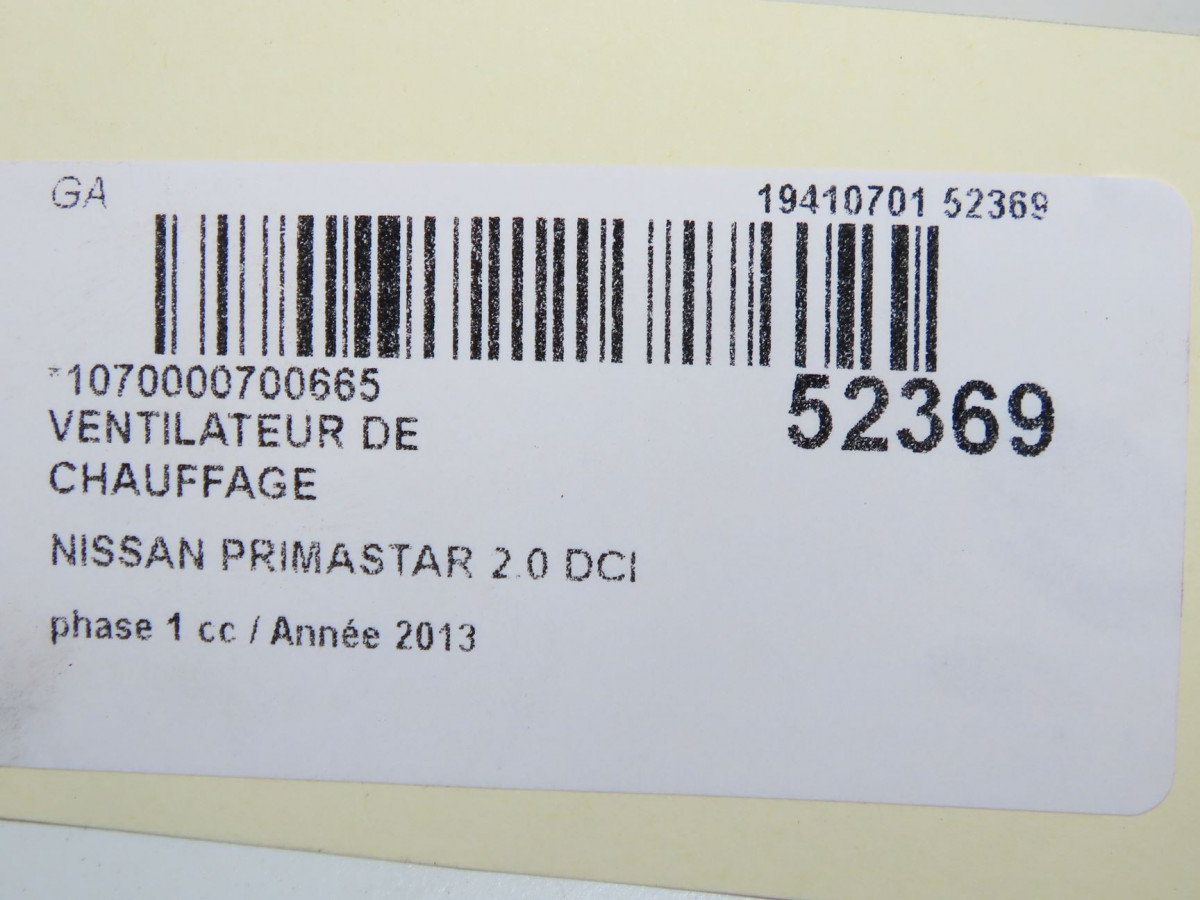 GA
19410701 52369
*1070000700665
52369
VENTILATEUR DE
CHAUFFAGE
NISSAN PRIMASTAR 2.0 DCI
phase 1 cc / Année 2013